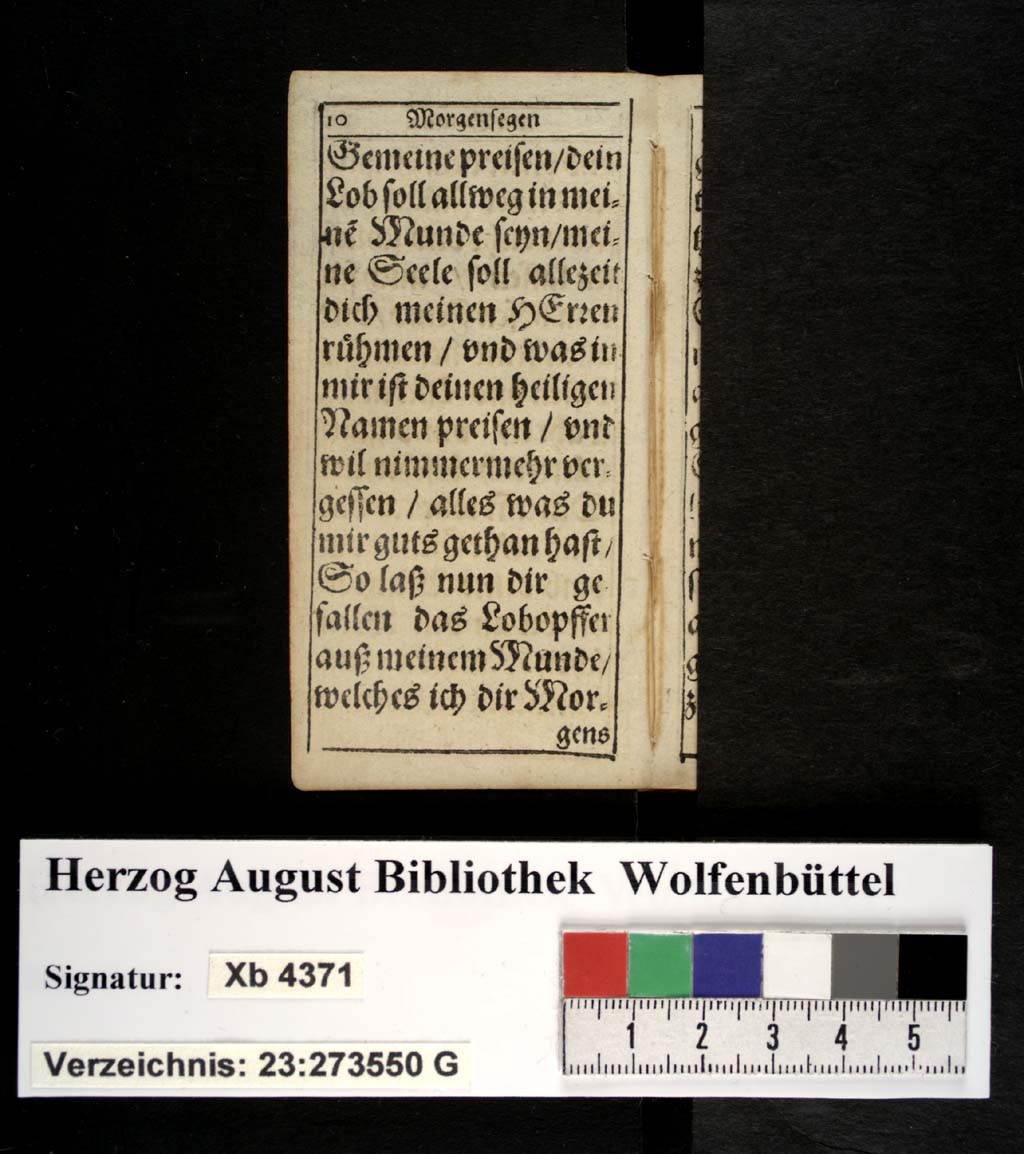 10 Morgensegen
Gemeine preisen/dein
Lob soll allweg in mei-
nē Munde seyn/mei-
ne Seele soll allezeit
dich meinen HErren
rühmen / vnd was in
mir ist deinen heiligen
Namen preisen / vnd
wil nimmermehr ver-
gessen / alles was du
mir guts gethan hast/
So laß nun dir ge
fallen das Lobopffer
auß meinem Munde/
welches ich dir Mor-
gens
Herzog August Bibliothek Wolfenbüttel
Signatur: Xb 4371
Verzeichnis: 23:273550 G
1 2 3 4 5